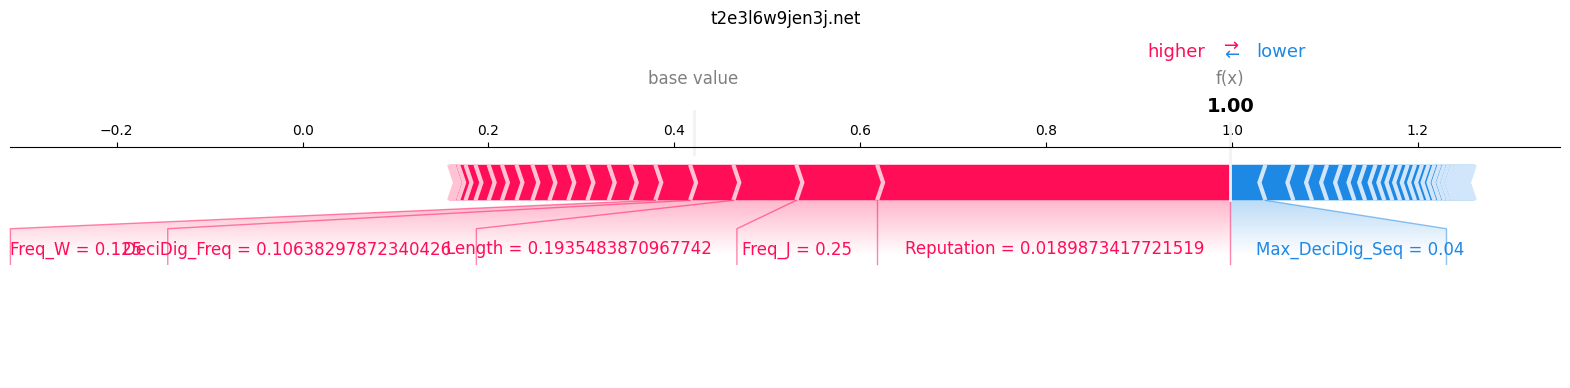 t2e3l6w9jen3j.net
higher ⇄ lower
base value f(x)
1.00
−0.2 0.0 0.2 0.4 0.6 0.8 1.0 1.2
Freq_W = 0.125 DeciDig_Freq = 0.10638297872340426 Length = 0.1935483870967742 Freq_J = 0.25 Reputation = 0.0189873417721519 Max_DeciDig_Seq = 0.04